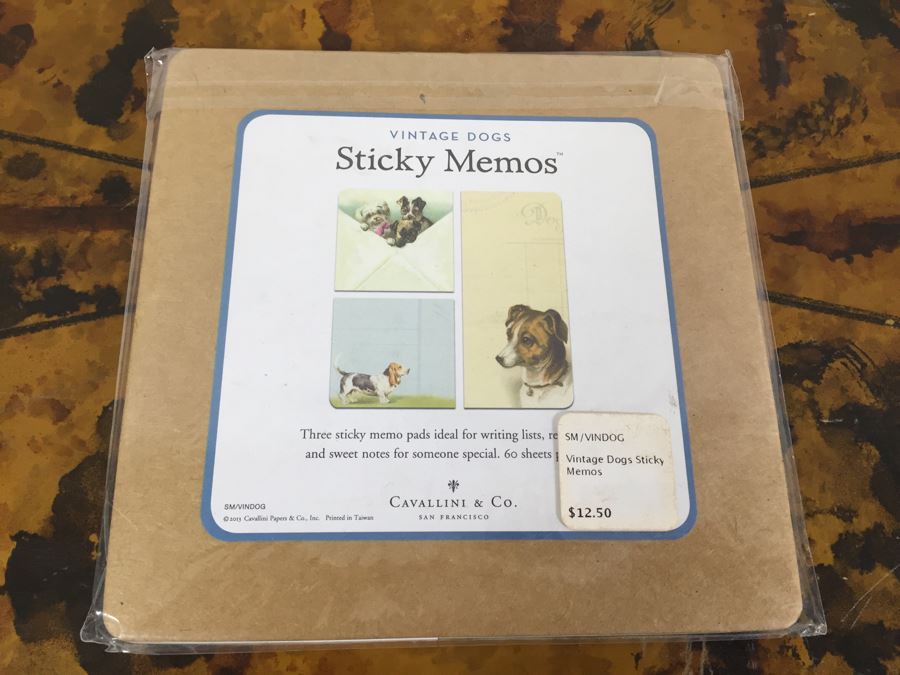 VINTAGE DOGS
Sticky Memos™
Three sticky memo pads ideal for writing lists, re
and sweet notes for someone special. 60 sheets
CAVALLINI & Co.
SAN FRANCISCO
SM/VINDOG
©2013 Cavallini Papers & Co., Inc. Printed in Taiwan
SM/VINDOG
Vintage Dogs Sticky
Memos
$12.50